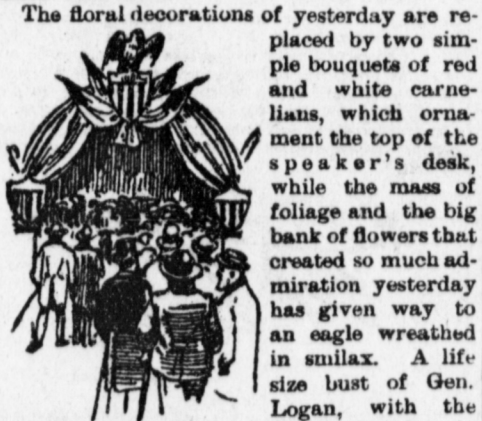 The floral decorations of yesterday are re-
placed by two sim-
ple bouquets of red
and white carne-
lians, which orna-
ment the top of the
speaker's desk,
while the mass of
foliage and the big
bank of flowers that
created so much ad-
miration yesterday
has given way to
an eagle wreathed
in smilax. A life
size bust of Gen.
Logan, with the